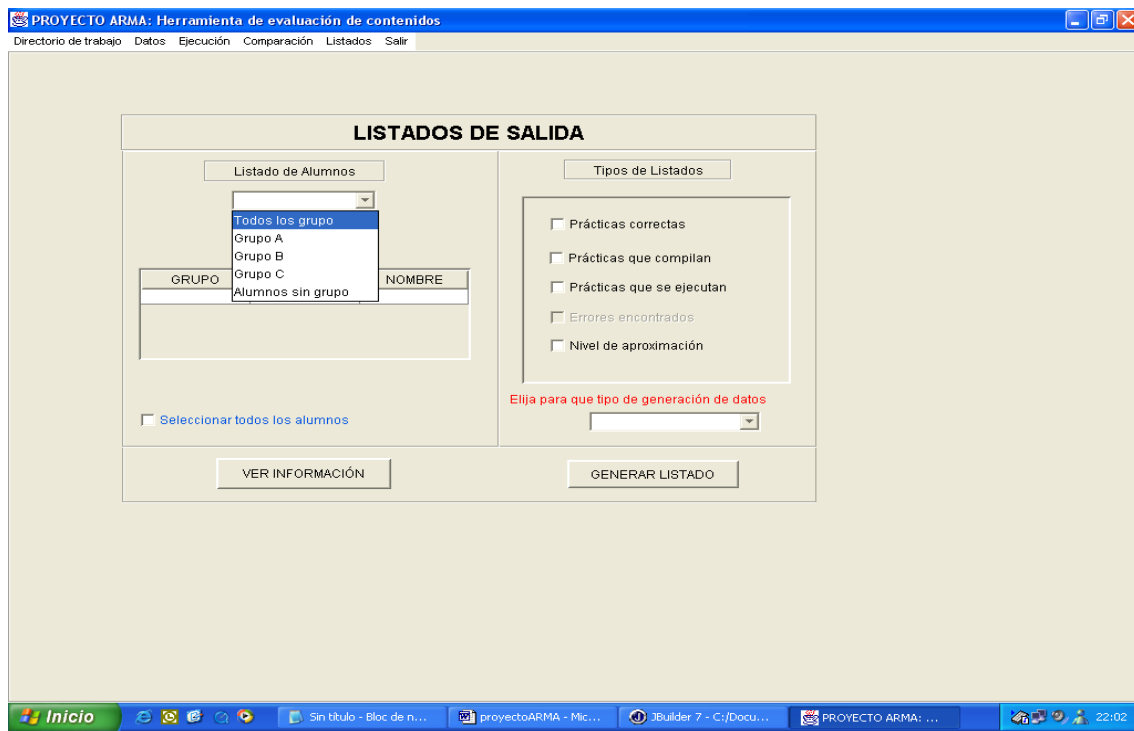 PROYECTO ARMA: Herramienta de evaluación de contenidos
Directorio de trabajo Datos Ejecución Comparación Listados Salir
LISTADOS DE SALIDA
Listado de Alumnos
Todos los grupo
Grupo A
Grupo B
Grupo C
Alumnos sin grupo
GRUPO NOMBRE
Seleccionar todos los alumnos
VER INFORMACIÓN
Tipos de Listados
Prácticas correctas
Prácticas que compilan
Prácticas que se ejecutan
Errores encontrados
Nivel de aproximación
Elija para que tipo de generación de datos
GENERAR LISTADO
Inicio Sin título - Bloc de n... proyectoARMA - Mic... JBuilder 7 - C:/Docu... PROYECTO ARMA: ... 22:02